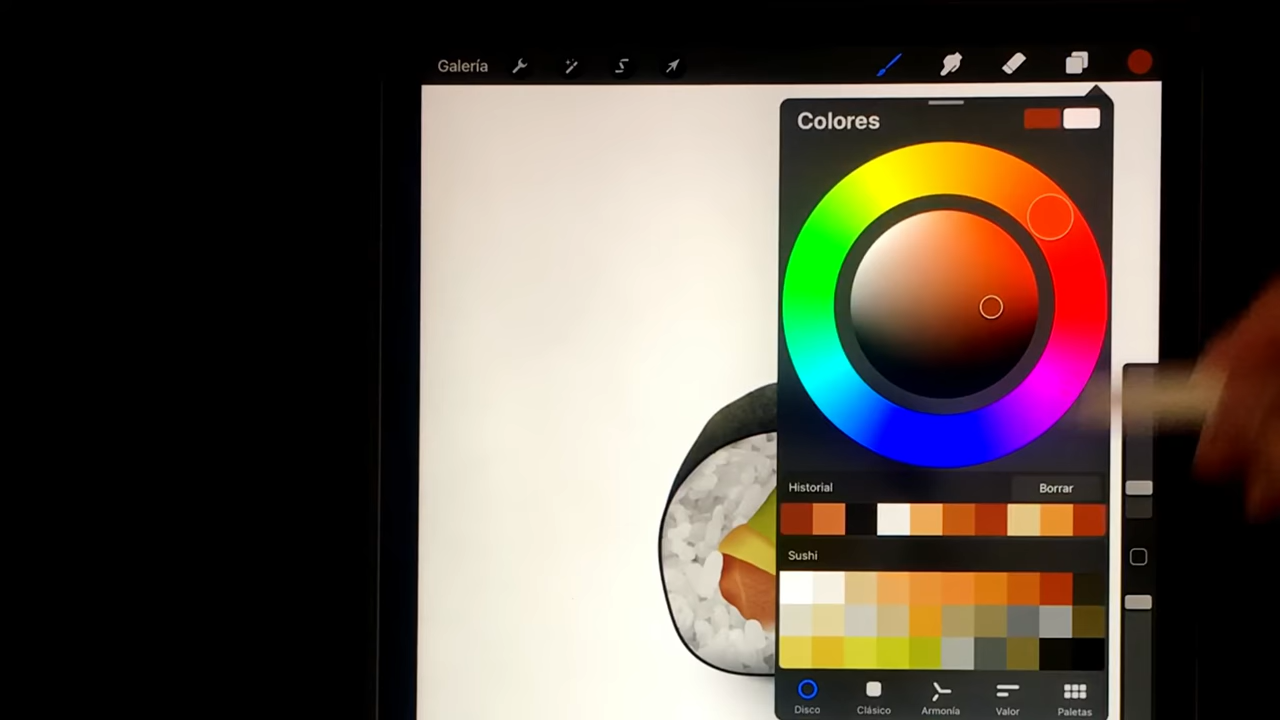 Galería
Colores
Historial
Borrar
Sushi
Disco
Clásico
Armonía
Valor
Paletas